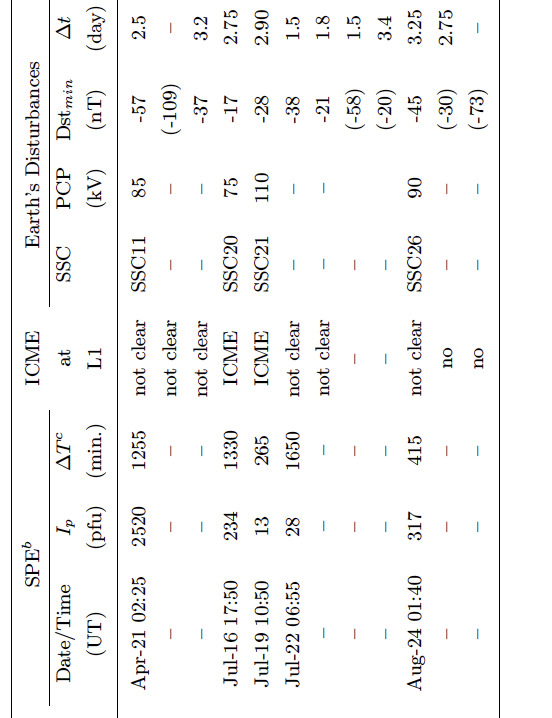 SPEᵇ ICME Earth's Disturbances
Date/Time Iₚ ΔTᶜ at SSC PCP Dstₘᵢₙ Δt
(UT) (pfu) (min.) L1 (kV) (nT) (day)
Apr-21 02:25 2520 1255 not clear SSC11 85 -57 2.5
– – – not clear – – (-109) –
– – – not clear – – -37 3.2
Jul-16 17:50 234 1330 ICME SSC20 75 -17 2.75
Jul-19 10:50 13 265 ICME SSC21 110 -28 2.90
Jul-22 06:55 28 1650 not clear – – -38 1.5
– – – not clear – – -21 1.8
– – – – – – (-58) 1.5
– – – – – – (-20) 3.4
Aug-24 01:40 317 415 not clear SSC26 90 -45 3.25
– – – no – – (-30) 2.75
– – – no – – (-73) –